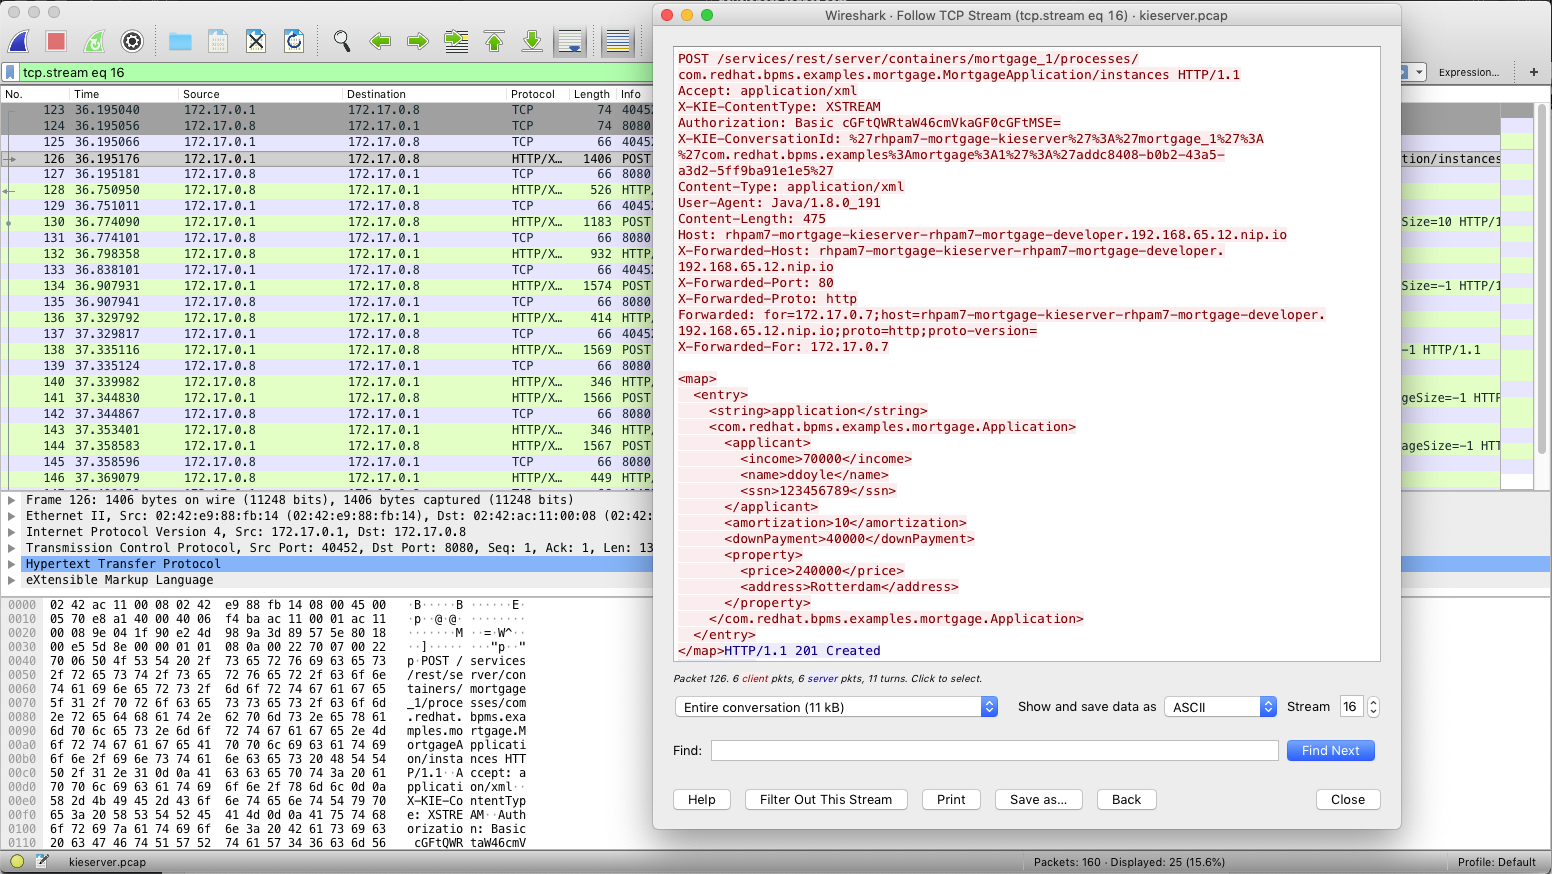 Wireshark · Follow TCP Stream (tcp.stream eq 16) · kieserver.pcap
tcp.stream eq 16
Expression...
+
No. Time Source Destination Protocol Length Info
123 36.195040 172.17.0.1 172.17.0.8 TCP 74 40452
124 36.195056 172.17.0.8 172.17.0.1 TCP 74 8080
125 36.195066 172.17.0.1 172.17.0.8 TCP 66 40452
126 36.195176 172.17.0.1 172.17.0.8 HTTP/X… 1406 POST tion/instances
127 36.195181 172.17.0.8 172.17.0.1 TCP 66 8080
128 36.750950 172.17.0.8 172.17.0.1 HTTP/X… 526 HTTP/
129 36.751011 172.17.0.1 172.17.0.8 TCP 66 40452
130 36.774090 172.17.0.1 172.17.0.8 HTTP/X… 1183 POST Size=10 HTTP/1
131 36.774101 172.17.0.8 172.17.0.1 TCP 66 8080
132 36.798358 172.17.0.8 172.17.0.1 HTTP/X… 932 HTTP/
133 36.838101 172.17.0.1 172.17.0.8 TCP 66 40452
134 36.907931 172.17.0.1 172.17.0.8 HTTP/X… 1574 POST Size=-1 HTTP/1
135 36.907941 172.17.0.8 172.17.0.1 TCP 66 8080
136 37.329792 172.17.0.8 172.17.0.1 HTTP/X… 414 HTTP/
137 37.329817 172.17.0.1 172.17.0.8 TCP 66 40452
138 37.335116 172.17.0.1 172.17.0.8 HTTP/X… 1569 POST -1 HTTP/1.1
139 37.335124 172.17.0.8 172.17.0.1 TCP 66 8080
140 37.339982 172.17.0.8 172.17.0.1 HTTP/X… 346 HTTP/
141 37.344830 172.17.0.1 172.17.0.8 HTTP/X… 1566 POST geSize=-1 HTTP
142 37.344867 172.17.0.8 172.17.0.1 TCP 66 8080
143 37.353401 172.17.0.8 172.17.0.1 HTTP/X… 346 HTTP/
144 37.358583 172.17.0.1 172.17.0.8 HTTP/X… 1567 POST ageSize=-1 HTT
145 37.358596 172.17.0.8 172.17.0.1 TCP 66 8080
146 37.369079 172.17.0.8 172.17.0.1 HTTP/X… 449 HTTP/
Frame 126: 1406 bytes on wire (11248 bits), 1406 bytes captured (11248 bits)
Ethernet II, Src: 02:42:e9:88:fb:14 (02:42:e9:88:fb:14), Dst: 02:42:ac:11:00:08 (02:42:
Internet Protocol Version 4, Src: 172.17.0.1, Dst: 172.17.0.8
Transmission Control Protocol, Src Port: 40452, Dst Port: 8080, Seq: 1, Ack: 1, Len: 13
Hypertext Transfer Protocol
eXtensible Markup Language
0000 02 42 ac 11 00 08 02 42 e9 88 fb 14 08 00 45 00 ·B·····B ······E·
0010 05 70 e8 a1 40 00 40 06 f4 ba ac 11 00 01 ac 11 ·p··@·@· ········
0020 00 08 9e 04 1f 90 e2 4d 98 9a 3d 89 57 5e 80 18 ·······M ··=·W^··
0030 00 e5 5d 8e 00 00 01 01 08 0a 00 22 70 07 00 22 ··]····· ···"p··"
0040 70 06 50 4f 53 54 20 2f 73 65 72 76 69 63 65 73 p·POST / services
0050 2f 72 65 73 74 2f 73 65 72 76 65 72 2f 63 6f 6e /rest/se rver/con
0060 74 61 69 6e 65 72 73 2f 6d 6f 72 74 67 61 67 65 tainers/ mortgage
0070 5f 31 2f 70 72 6f 63 65 73 73 65 73 2f 63 6f 6d _1/proce sses/com
0080 2e 72 65 64 68 61 74 2e 62 70 6d 73 2e 65 78 61 .redhat. bpms.exa
0090 6d 70 6c 65 73 2e 6d 6f 72 74 67 61 67 65 2e 4d mples.mo rtgage.M
00a0 6f 72 74 67 61 67 65 41 70 70 6c 69 63 61 74 69 ortgageA pplicati
00b0 6f 6e 2f 69 6e 73 74 61 6e 63 65 73 20 48 54 54 on/insta nces HTT
00c0 50 2f 31 2e 31 0d 0a 41 63 63 65 70 74 3a 20 61 P/1.1··A ccept: a
00d0 70 70 6c 69 63 61 74 69 6f 6e 2f 78 6d 6c 0d 0a pplicati on/xml··
00e0 58 2d 4b 49 45 2d 43 6f 6e 74 65 6e 74 54 79 70 X-KIE-Co ntentTyp
00f0 65 3a 20 58 53 54 52 45 41 4d 0d 0a 41 75 74 68 e: XSTRE AM··Auth
0100 6f 72 69 7a 61 74 69 6f 6e 3a 20 42 61 73 69 63 orizatio n: Basic
0110 20 63 47 46 74 51 57 52 74 61 57 34 36 63 6d 56 cGFtQWR taW46cmV
POST /services/rest/server/containers/mortgage_1/processes/
com.redhat.bpms.examples.mortgage.MortgageApplication/instances HTTP/1.1
Accept: application/xml
X-KIE-ContentType: XSTREAM
Authorization: Basic cGFtQWRtaW46cmVkaGF0cGFtMSE=
X-KIE-ConversationId: %27rhpam7-mortgage-kieserver%27%3A%27mortgage_1%27%3A
%27com.redhat.bpms.examples%3Amortgage%3A1%27%3A%27addc8408-b0b2-43a5-
a3d2-5ff9ba91e1e5%27
Content-Type: application/xml
User-Agent: Java/1.8.0_191
Content-Length: 475
Host: rhpam7-mortgage-kieserver-rhpam7-mortgage-developer.192.168.65.12.nip.io
X-Forwarded-Host: rhpam7-mortgage-kieserver-rhpam7-mortgage-developer.
192.168.65.12.nip.io
X-Forwarded-Port: 80
X-Forwarded-Proto: http
Forwarded: for=172.17.0.7;host=rhpam7-mortgage-kieserver-rhpam7-mortgage-developer.
192.168.65.12.nip.io;proto=http;proto-version=
X-Forwarded-For: 172.17.0.7
<map>
<entry>
<string>application</string>
<com.redhat.bpms.examples.mortgage.Application>
<applicant>
<income>70000</income>
<name>ddoyle</name>
<ssn>123456789</ssn>
</applicant>
<amortization>10</amortization>
<downPayment>40000</downPayment>
<property>
<price>240000</price>
<address>Rotterdam</address>
</property>
</com.redhat.bpms.examples.mortgage.Application>
</entry>
</map>HTTP/1.1 201 Created
Packet 126. 6 client pkts, 6 server pkts, 11 turns. Click to select.
Entire conversation (11 kB) Show and save data as ASCII Stream 16
Find: Find Next
Help Filter Out This Stream Print Save as... Back Close
kieserver.pcap Packets: 160 · Displayed: 25 (15.6%) Profile: Default